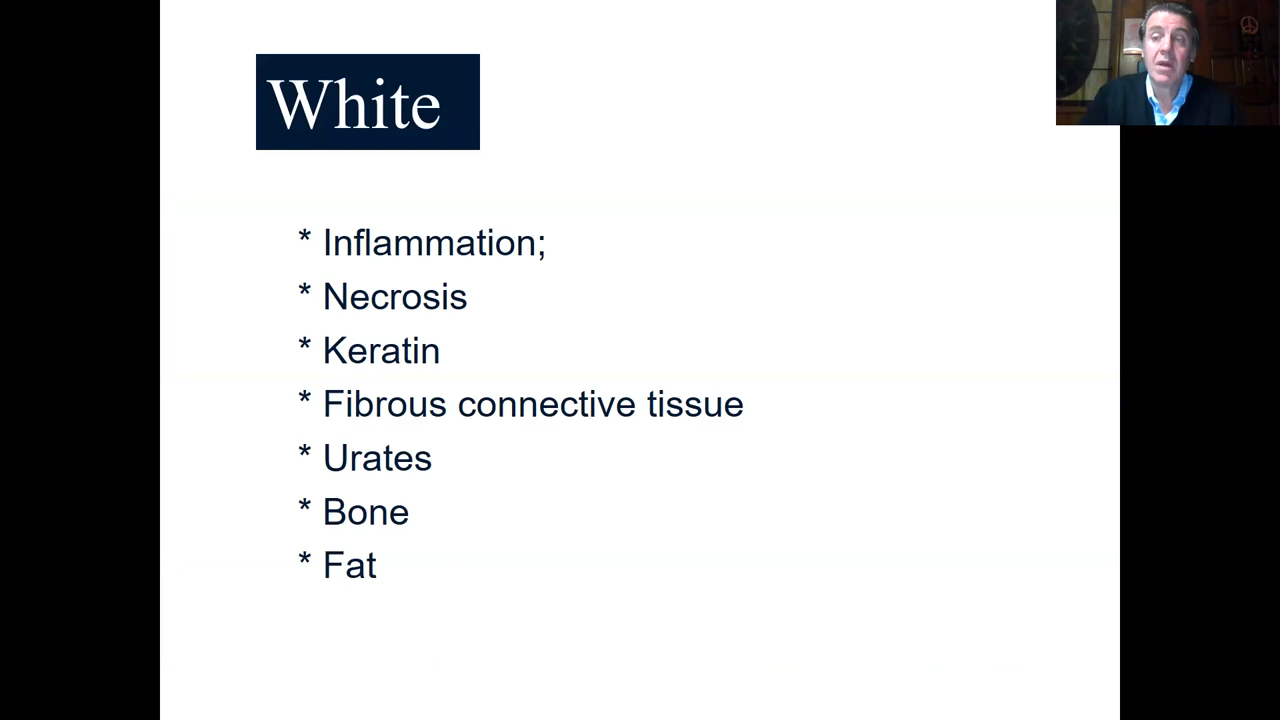 White
* Inflammation;
* Necrosis
* Keratin
* Fibrous connective tissue
* Urates
* Bone
* Fat